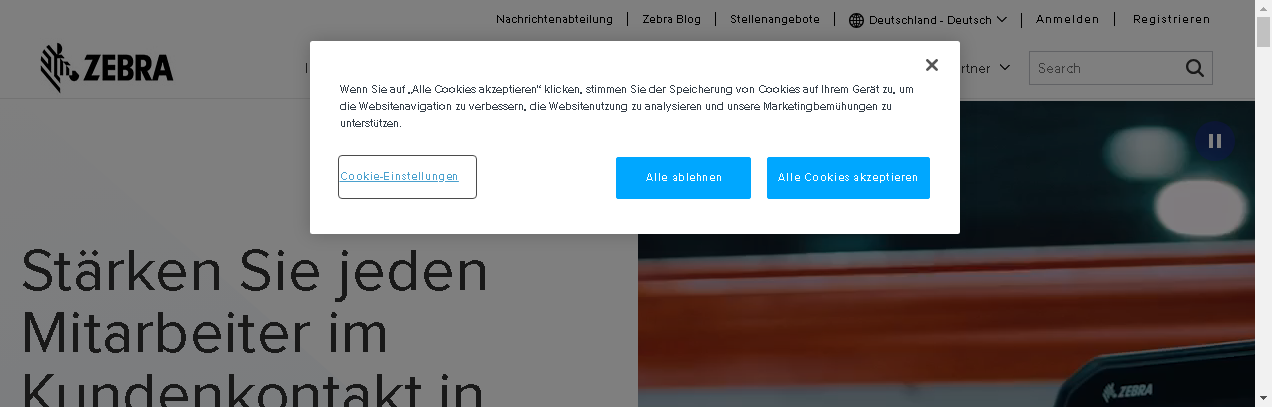 Nachrichtenabteilung | Zebra Blog | Stellenangebote | Deutschland - Deutsch | Anmelden | Registrieren
ZEBRA
Search
Wenn Sie auf „Alle Cookies akzeptieren“ klicken, stimmen Sie der Speicherung von Cookies auf Ihrem Gerät zu, um
die Websitenavigation zu verbessern, die Websitenutzung zu analysieren und unsere Marketingbemühungen zu
unterstützen.
Cookie-Einstellungen
Alle ablehnen
Alle Cookies akzeptieren
Stärken Sie jeden
Mitarbeiter im
Kundenkontakt in
ZEBRA